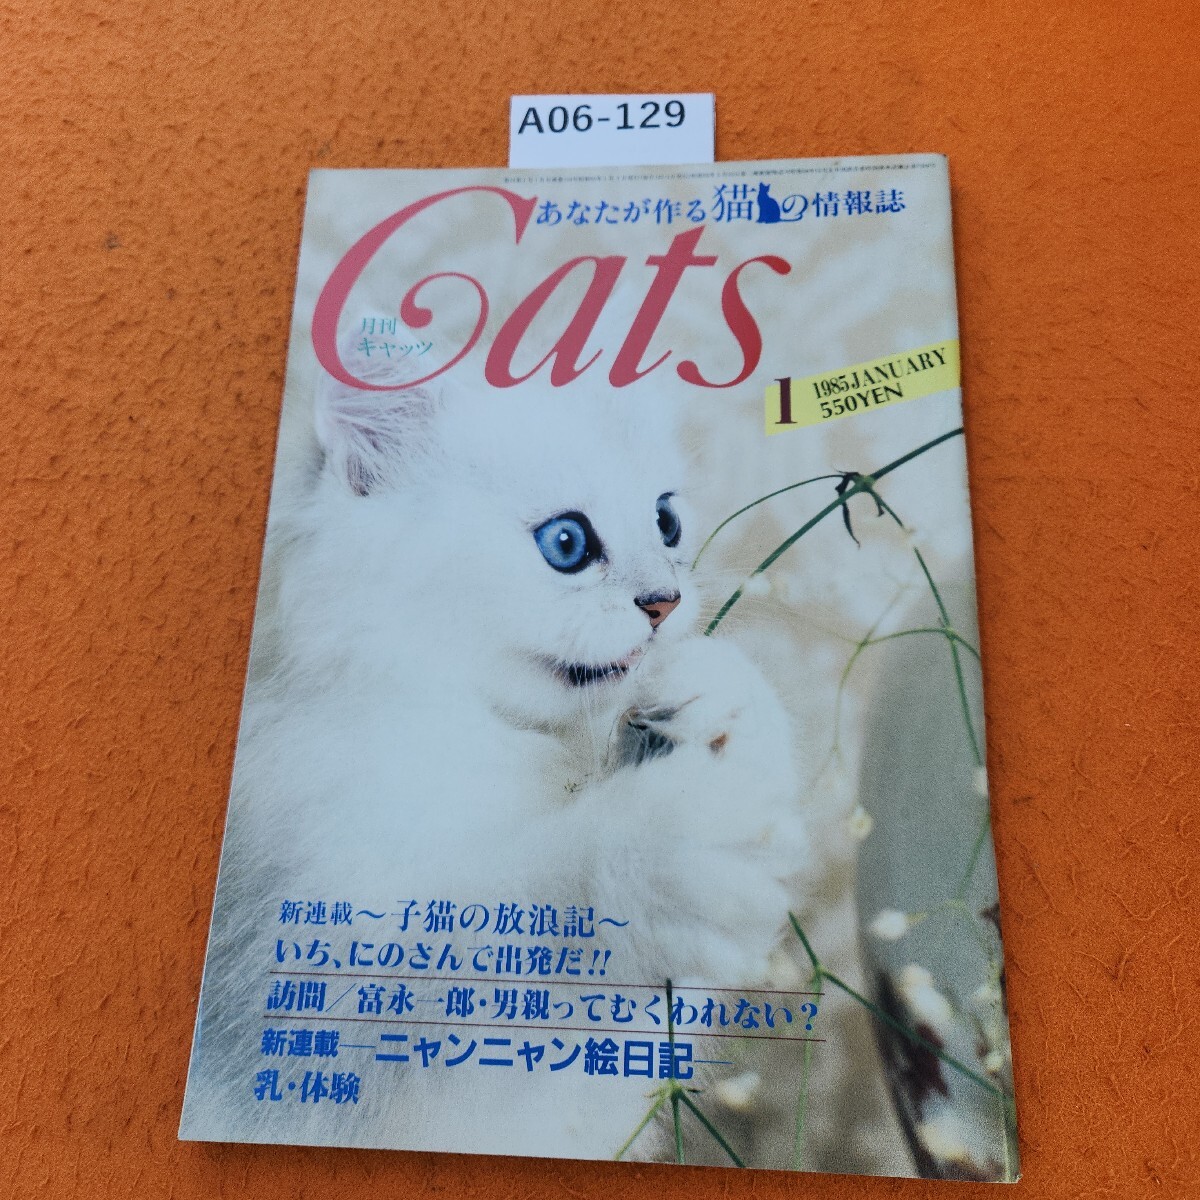 A06-129
あなたが作る猫の情報誌
Cats
月刊
キャッツ
1 1985 JANUARY
550YEN
新連載〜子猫の放浪記〜
いち、にのさんで出発だ!!
訪問/富永一郎・男親ってむくわれない?
新連載—ニャンニャン絵日記—
乳・体験